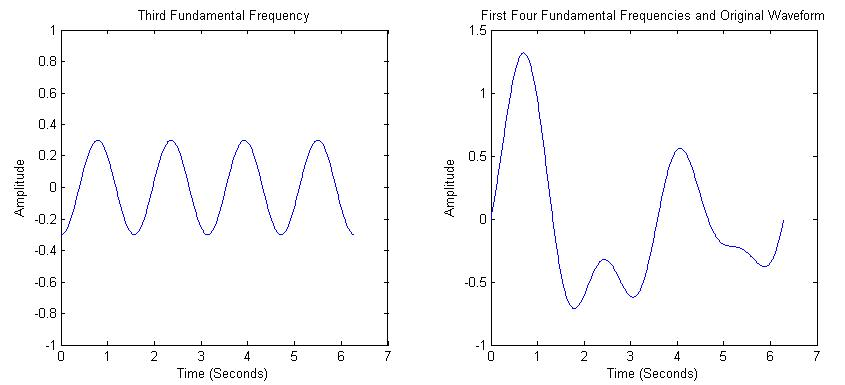 Third Fundamental Frequency
1
0.8
0.6
0.4
0.2
0
-0.2
-0.4
-0.6
-0.8
-1
Amplitude
0 1 2 3 4 5 6 7
Time (Seconds)
First Four Fundamental Frequencies and Original Waveform
1.5
1
0.5
0
-0.5
-1
Amplitude
0 1 2 3 4 5 6 7
Time (Seconds)